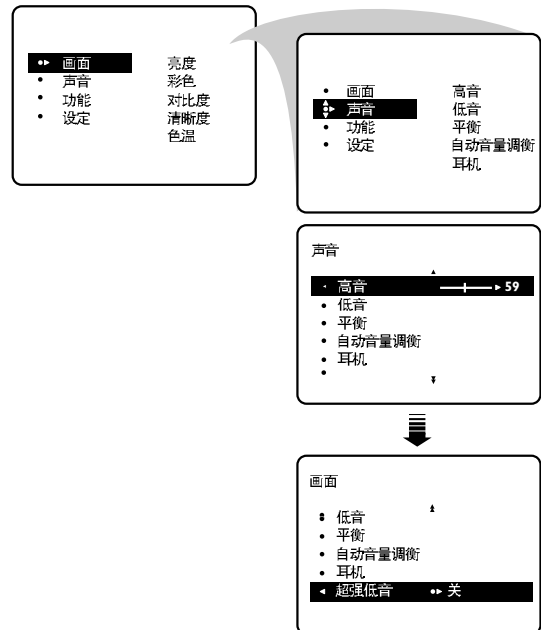 画面 亮度
声音 彩色
功能 对比度
设定 清晰度
色温
画面 高音
声音 低音
功能 平衡
设定 自动音量调衡
耳机
声音
高音 59
低音
平衡
自动音量调衡
耳机
画面
低音
平衡
自动音量调衡
耳机
超强低音 关